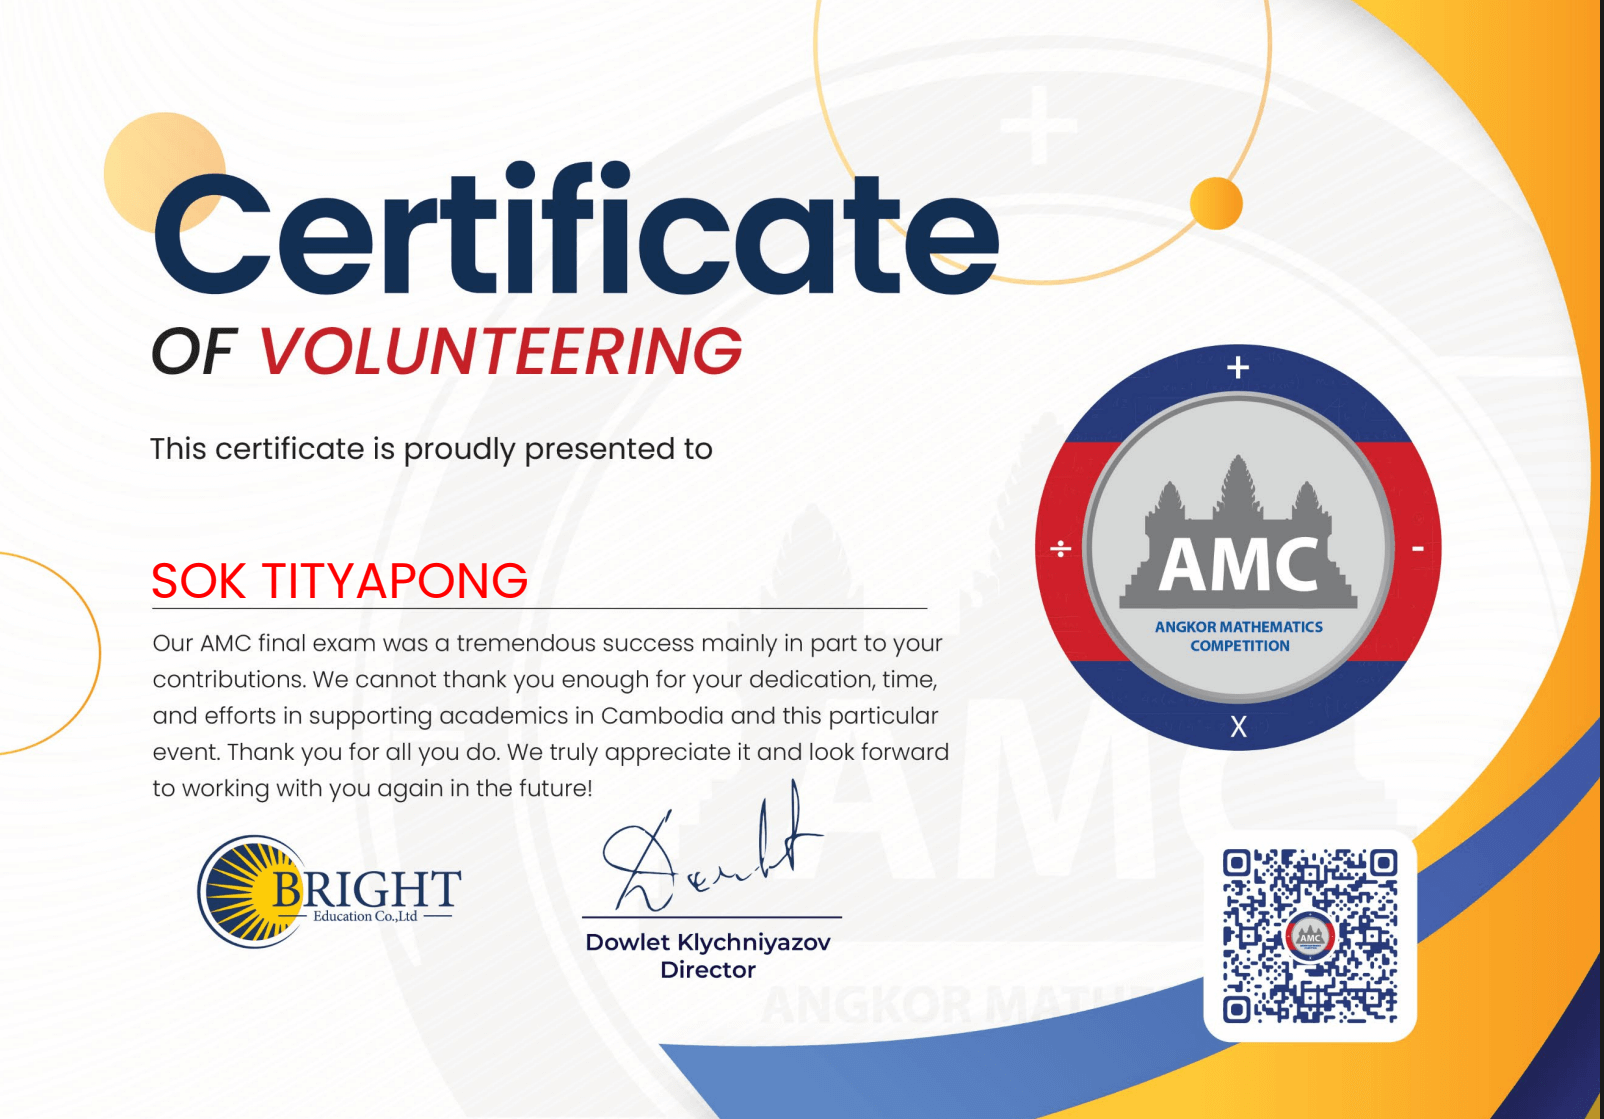 Certificate
OF VOLUNTEERING
This certificate is proudly presented to
SOK TITYAPONG
Our AMC final exam was a tremendous success mainly in part to your
contributions. We cannot thank you enough for your dedication, time,
and efforts in supporting academics in Cambodia and this particular
event. Thank you for all you do. We truly appreciate it and look forward
to working with you again in the future!
+
÷
-
AMC
ANGKOR MATHEMATICS
COMPETITION
X
BRIGHT
Education Co.,Ltd
Dowlet Klychniyazov
Director
AMC
+
AMC
ANGKOR MATHE